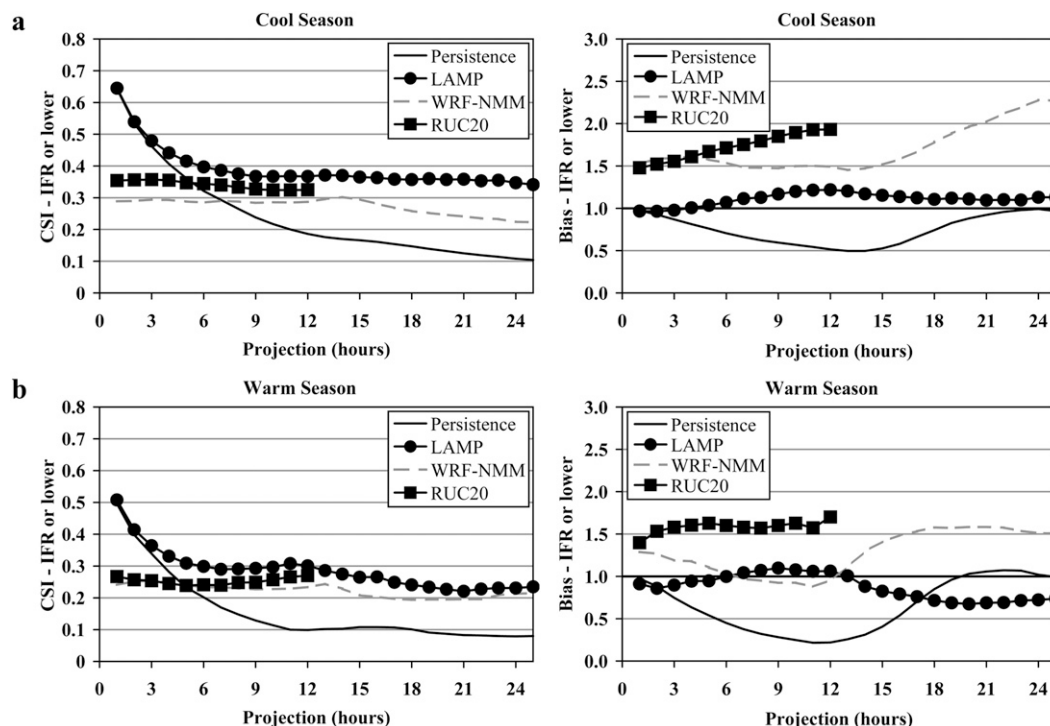 a
Cool Season
CSI - IFR or lower
0.8
0.7
0.6
0.5
0.4
0.3
0.2
0.1
0
Persistence
LAMP
WRF-NMM
RUC20
0 3 6 9 12 15 18 21 24
Projection (hours)
Cool Season
Bias - IFR or lower
3.0
2.5
2.0
1.5
1.0
0.5
0.0
Persistence
LAMP
WRF-NMM
RUC20
0 3 6 9 12 15 18 21 24
Projection (hours)
b
Warm Season
CSI - IFR or lower
0.8
0.7
0.6
0.5
0.4
0.3
0.2
0.1
0
Persistence
LAMP
WRF-NMM
RUC20
0 3 6 9 12 15 18 21 24
Projection (hours)
Warm Season
Bias - IFR or lower
3.0
2.5
2.0
1.5
1.0
0.5
0.0
Persistence
LAMP
WRF-NMM
RUC20
0 3 6 9 12 15 18 21 24
Projection (hours)